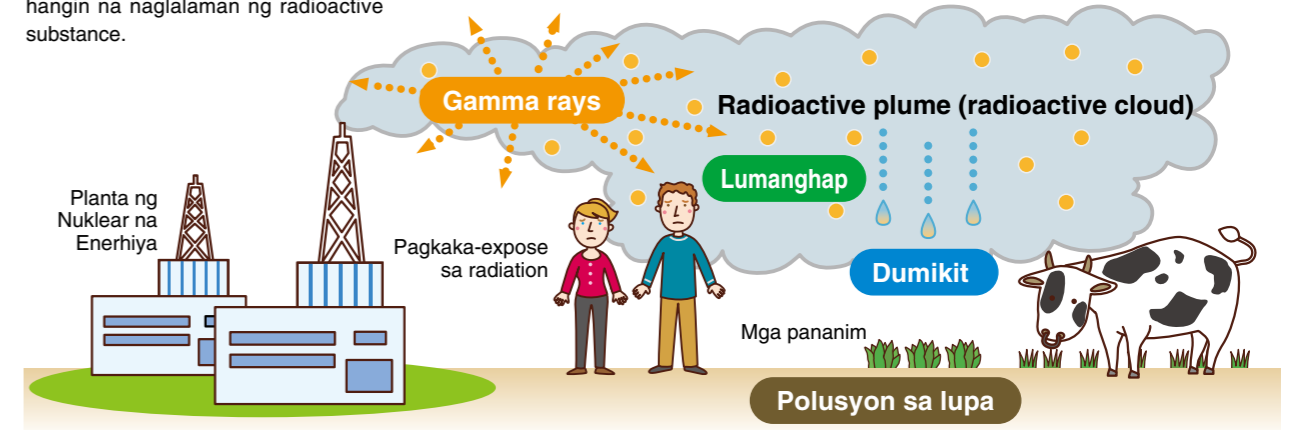 hangin na naglalaman ng radioactive
substance.
Gamma rays
Radioactive plume (radioactive cloud)
Lumanghap
Planta ng
Nuklear na
Enerhiya
Pagkaka-expose
sa radiation
Dumikit
Mga pananim
Polusyon sa lupa